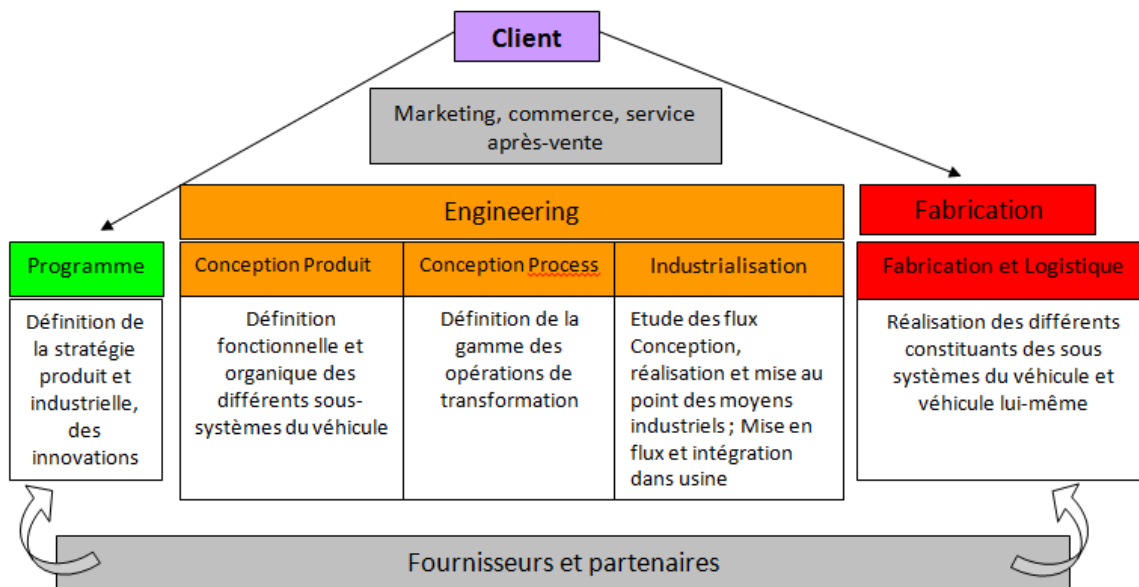 Client
Marketing, commerce, service
après-vente
Engineering
Fabrication
Programme
Conception Produit
Conception Process
Industrialisation
Fabrication et Logistique
Définition de
la stratégie
produit et
industrielle,
des
innovations
Définition
fonctionnelle et
organique des
différents sous-
systèmes du véhicule
Définition de la
gamme des
opérations de
transformation
Etude des flux
Conception,
réalisation et mise au
point des moyens
industriels ; Mise en
flux et intégration
dans usine
Réalisation des différents
constituants des sous
systèmes du véhicule et
véhicule lui-même
Fournisseurs et partenaires